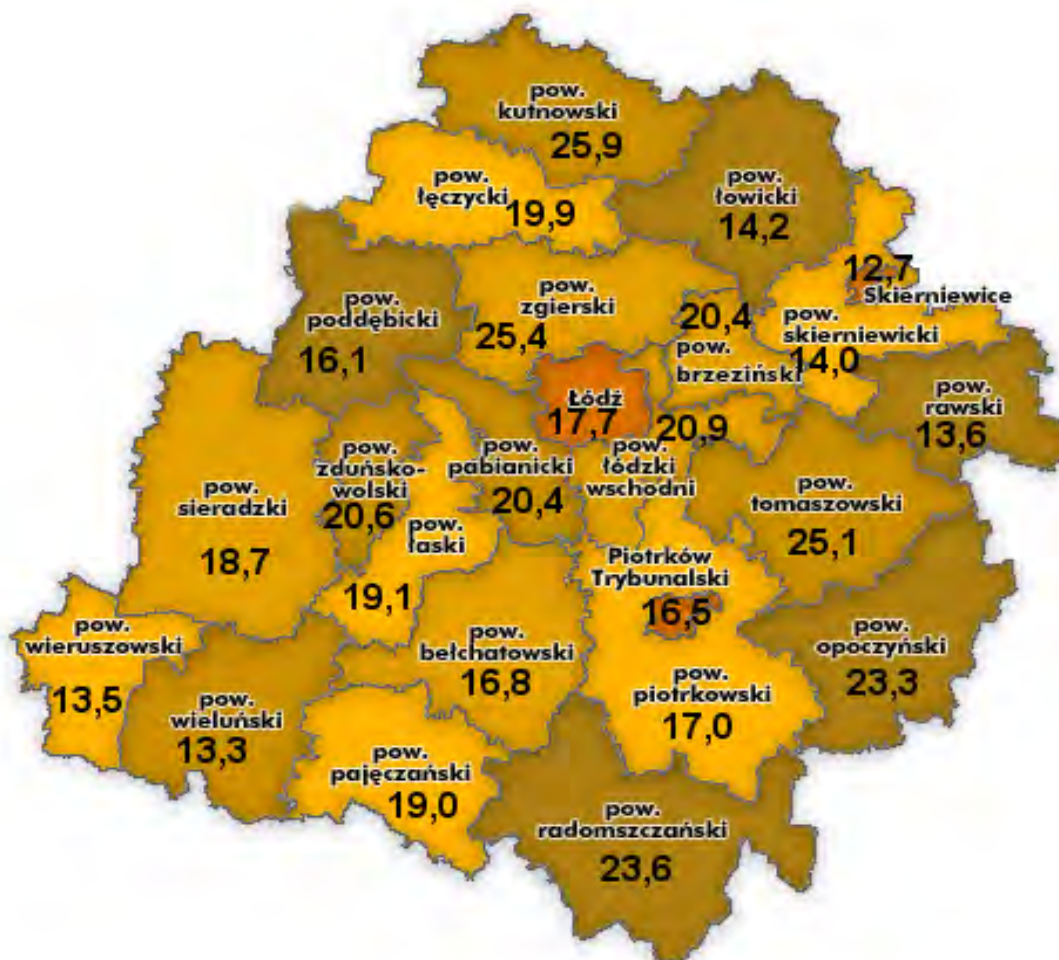 pow.
kutnowski
25,9
pow.
łęczycki
19,9
pow.
łowicki
14,2
12,7
Skierniewice
pow.
zgierski
25,4
pow.
poddębicki
16,1
20,4
pow.
brzeziński
pow.
skierniewicki
14,0
pow.
rawski
13,6
Łódź
17,7
20,9
pow.
łódzki
wschodni
pow.
pabianicki
20,4
pow.
zduńsko-
wolski
20,6
pow.
sieradzki
18,7
pow.
łaski
19,1
pow.
tomaszowski
25,1
Piotrków
Trybunalski
16,5
pow.
wieruszowski
13,5
pow.
bełchatowski
16,8
pow.
opoczyński
23,3
pow.
piotrkowski
17,0
pow.
wieluński
13,3
pow.
pajęczański
19,0
pow.
radomszczański
23,6